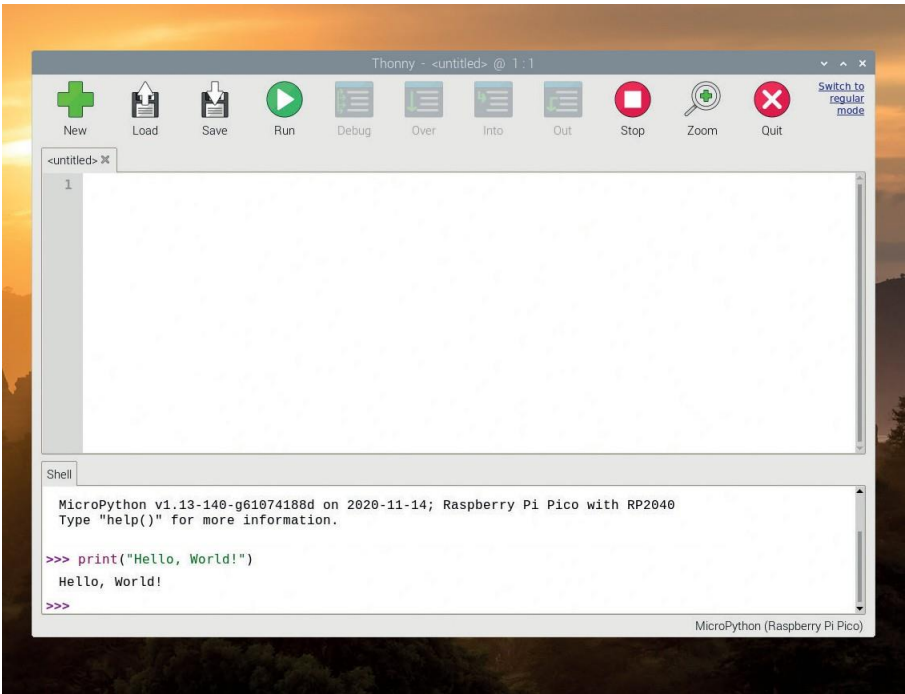 Thonny - <untitled> @ 1:1
New Load Save Run Debug Over Into Out Stop Zoom Quit
Switch to
regular
mode
<untitled>
1
Shell
MicroPython v1.13-140-g61074188d on 2020-11-14; Raspberry Pi Pico with RP2040
Type "help()" for more information.
>>> print("Hello, World!")
Hello, World!
>>>
MicroPython (Raspberry Pi Pico)